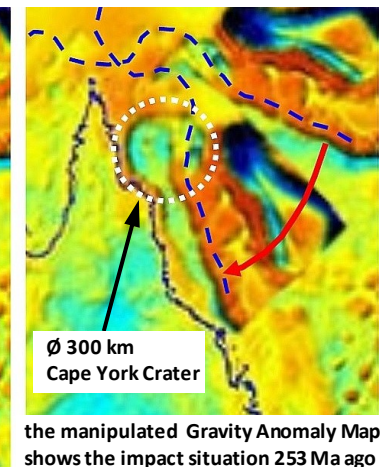 Ø 300 km
Cape York Crater
the manipulated Gravity Anomaly Map
shows the impact situation 253 Ma ago